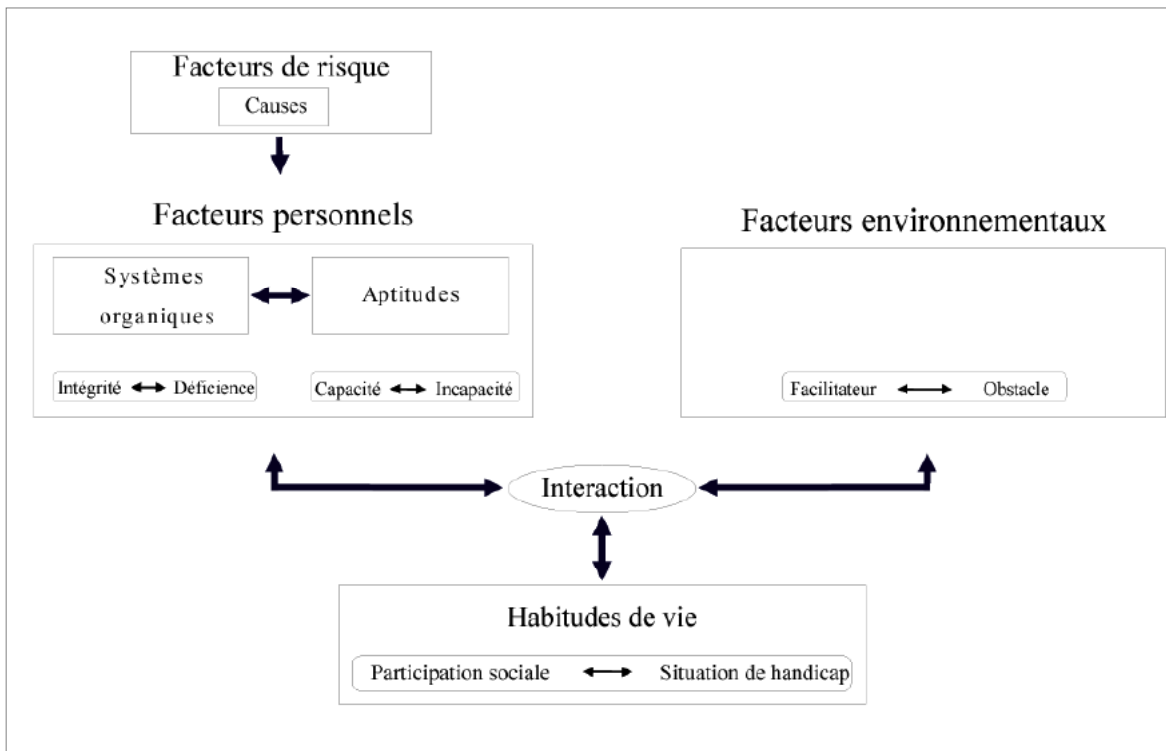 Facteurs de risque
Causes
Facteurs personnels
Facteurs environnementaux
Systèmes
organiques
Aptitudes
Intégrité
Déficience
Capacité
Incapacité
Facilitateur
Obstacle
Interaction
Habitudes de vie
Participation sociale
Situation de handicap